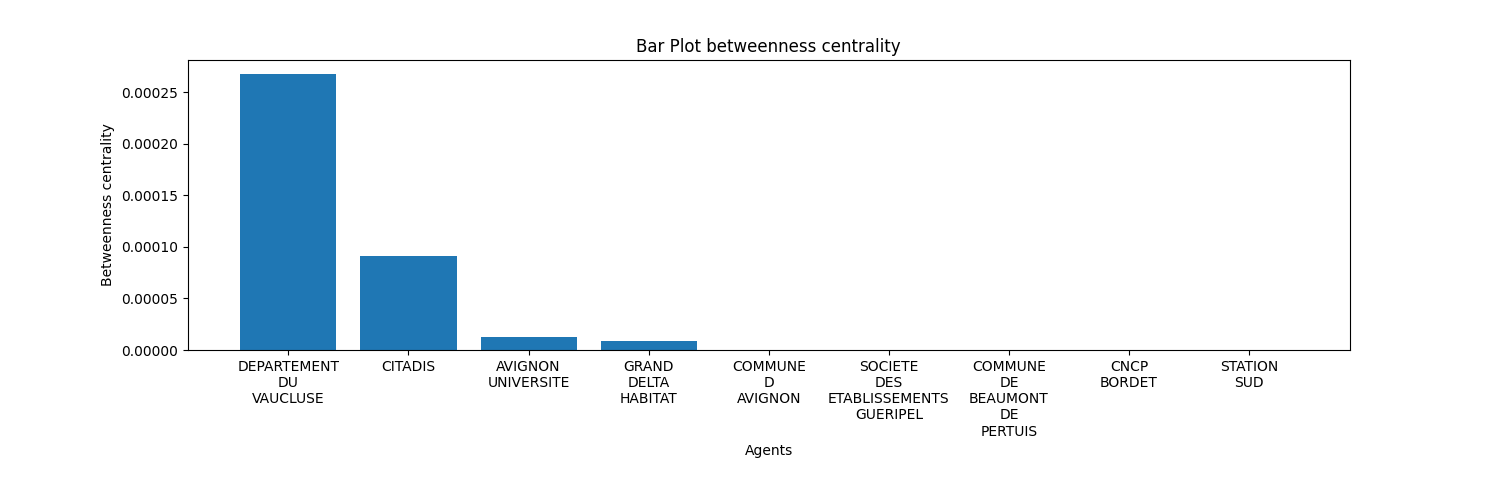 Bar Plot betweenness centrality
Betweenness centrality
0.00025
0.00020
0.00015
0.00010
0.00005
0.00000
DEPARTEMENT
DU
VAUCLUSE
CITADIS
AVIGNON
UNIVERSITE
GRAND
DELTA
HABITAT
COMMUNE
D
AVIGNON
SOCIETE
DES
ETABLISSEMENTS
GUERIPEL
COMMUNE
DE
BEAUMONT
DE
PERTUIS
CNCP
BORDET
STATION
SUD
Agents